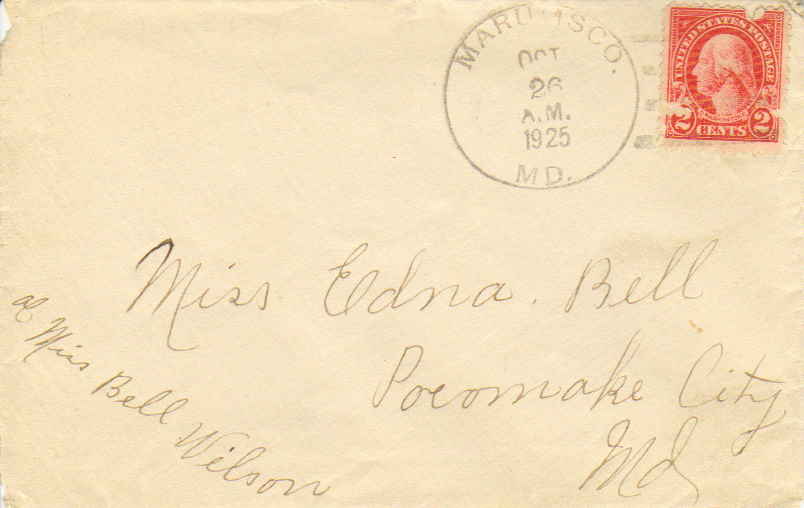 MARDISCO.
OCT
26
A.M.
1925
MD.
UNITED STATES POSTAGE
2 CENTS 2
Miss Edna. Bell
Pocomoke City
Md
Miss Bell Wilson